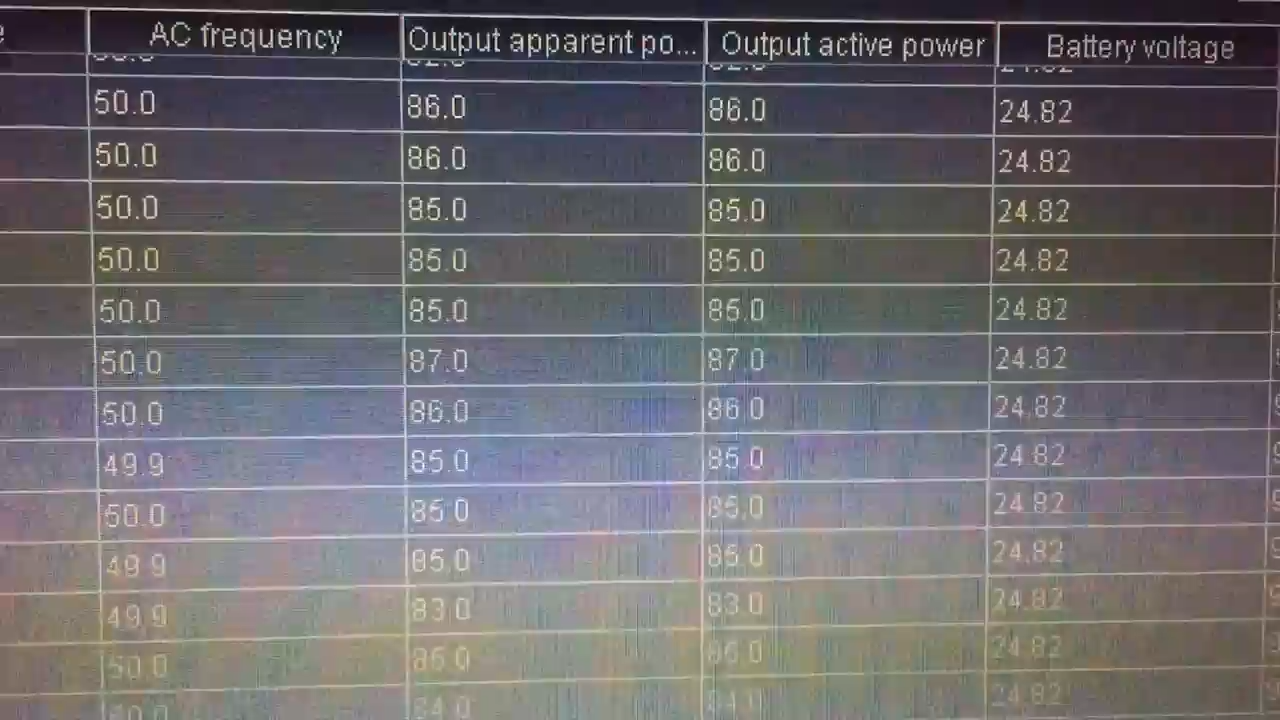 AC frequency Output apparent po... Output active power Battery voltage
50.0 86.0 86.0 24.82
50.0 86.0 86.0 24.82
50.0 85.0 85.0 24.82
50.0 85.0 85.0 24.82
50.0 85.0 85.0 24.82
50.0 87.0 87.0 24.82
50.0 86.0 86.0 24.82
49.9 85.0 85.0 24.82
50.0 24.82
49.9 85.0 85.0 24.82
49.9 83.0 83.0 24.82
50.0 86.0 86.0 24.82
24.82